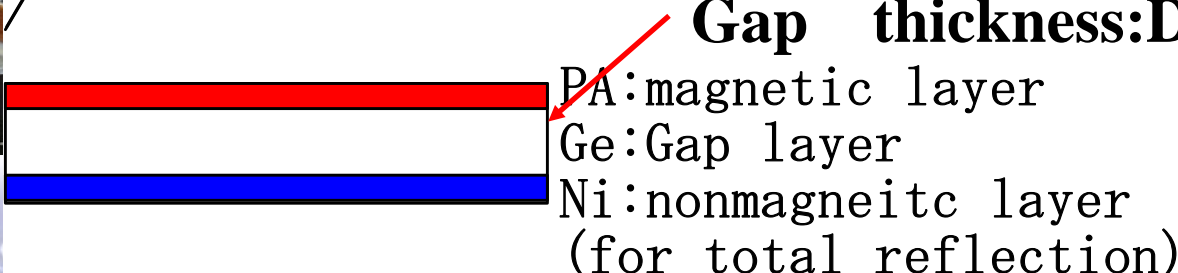 Gap thickness:D
PA:magnetic layer
Ge:Gap layer
Ni:nonmagneitc layer
(for total reflection)